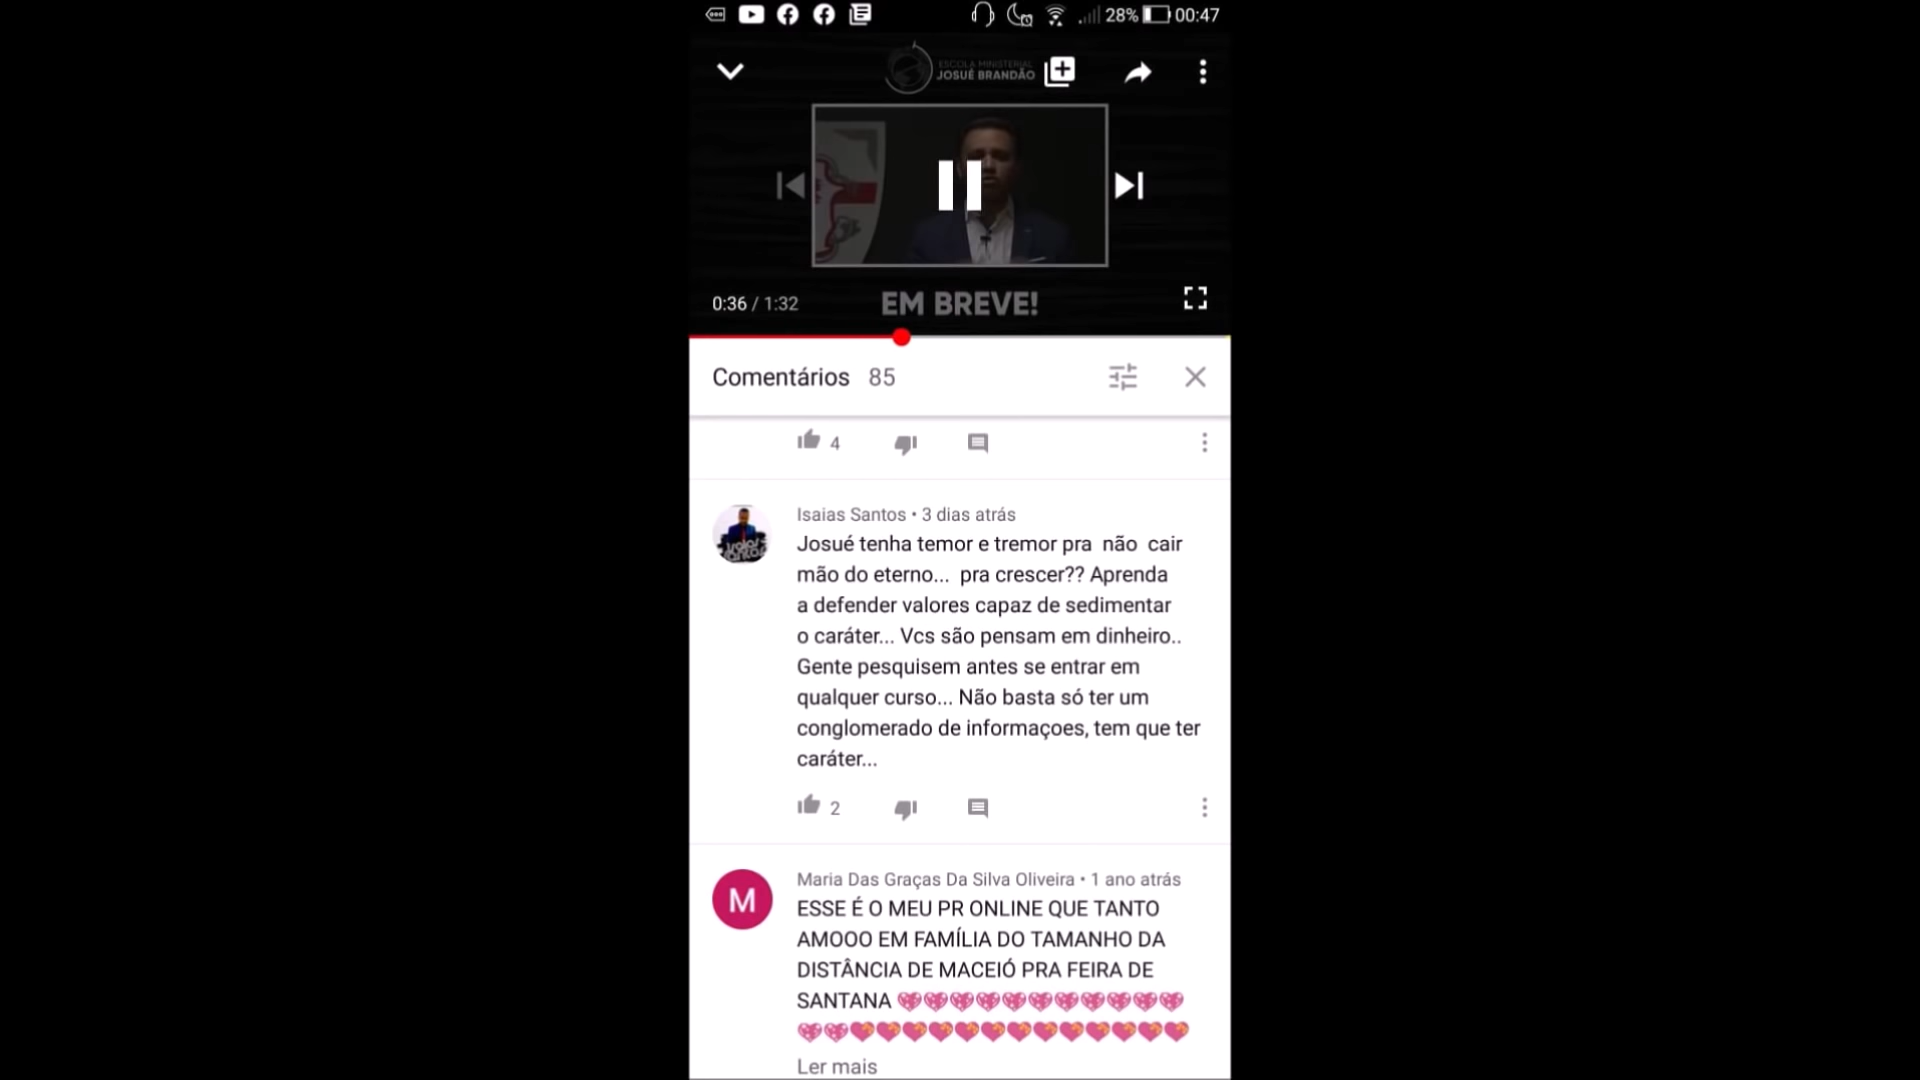 28% 00:47
ESCOLA MINISTERIAL
JOSUÉ BRANDÃO
0:36 / 1:32
EM BREVE!
Comentários 85
4
Isaias Santos • 3 dias atrás
Josué tenha temor e tremor pra não cair
mão do eterno... pra crescer?? Aprenda
a defender valores capaz de sedimentar
o caráter... Vcs são pensam em dinheiro..
Gente pesquisem antes se entrar em
qualquer curso... Não basta só ter um
conglomerado de informaçoes, tem que ter
caráter...
2
M
Maria Das Graças Da Silva Oliveira • 1 ano atrás
ESSE É O MEU PR ONLINE QUE TANTO
AMOOO EM FAMÍLIA DO TAMANHO DA
DISTÂNCIA DE MACEIÓ PRA FEIRA DE
SANTANA 💖💖💖💖💖💖💖💖💖💖💖
💖💖💝💝💝💝💝💝💝💝💝💝💝💝💝
Ler mais